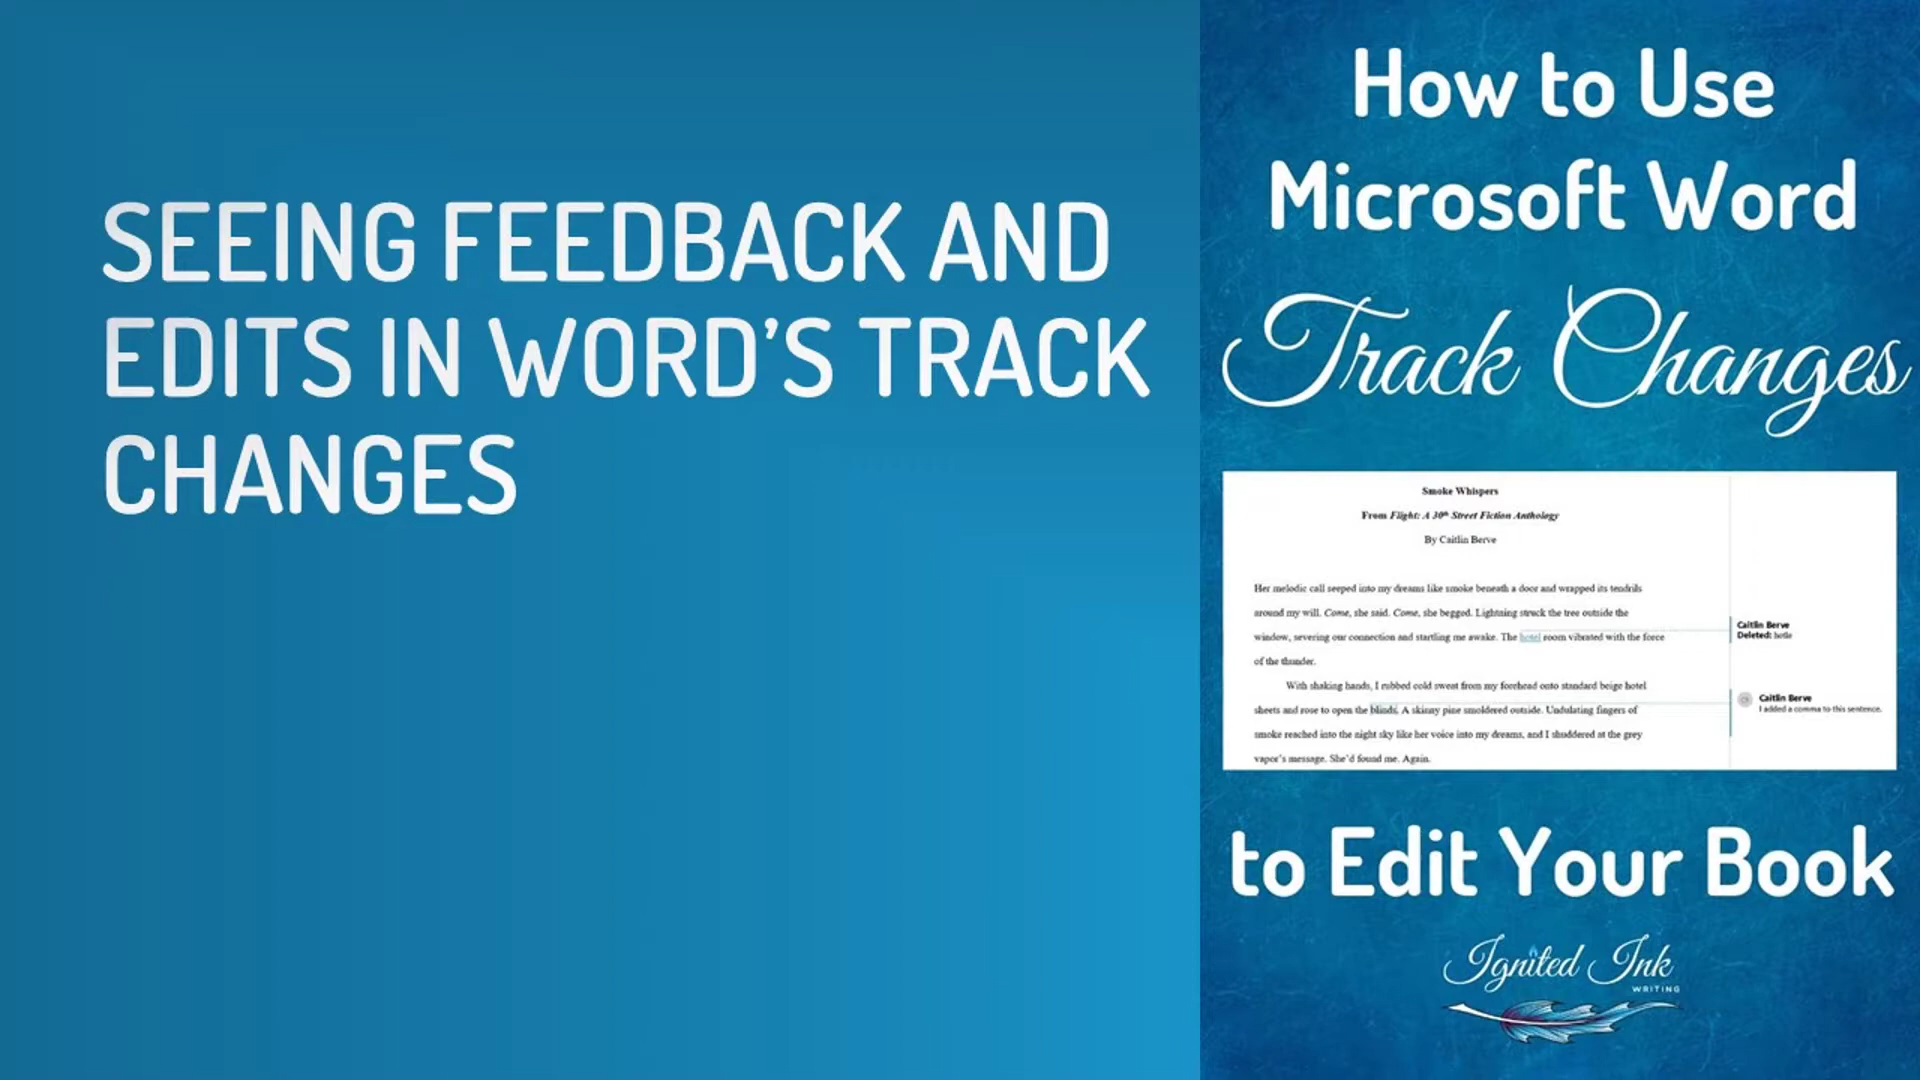 SEEING FEEDBACK AND
EDITS IN WORD'S TRACK
CHANGES
How to Use
Microsoft Word
Track Changes
Smoke Whispers
From Flight: A 30th Street Fiction Anthology
By Caitlin Berve
Her melodic call seeped into my dreams like smoke beneath a door and wrapped its tendrils
around my will. Come, she said. Come, she begged. Lightning struck the tree outside the
window, severing our connection and startling me awake. The hotel room vibrated with the force
of the thunder.
With shaking hands, I rubbed cold sweat from my forehead onto standard beige hotel
sheets and rose to open the blinds. A skinny pine smoldered outside. Undulating fingers of
smoke reached into the night sky like her voice into my dreams, and I shuddered at the grey
vapor's message. She'd found me. Again.
Caitlin Berve
Deleted: hotle
Caitlin Berve
I added a comma to this sentence.
to Edit Your Book
Ignited Ink
WRITING